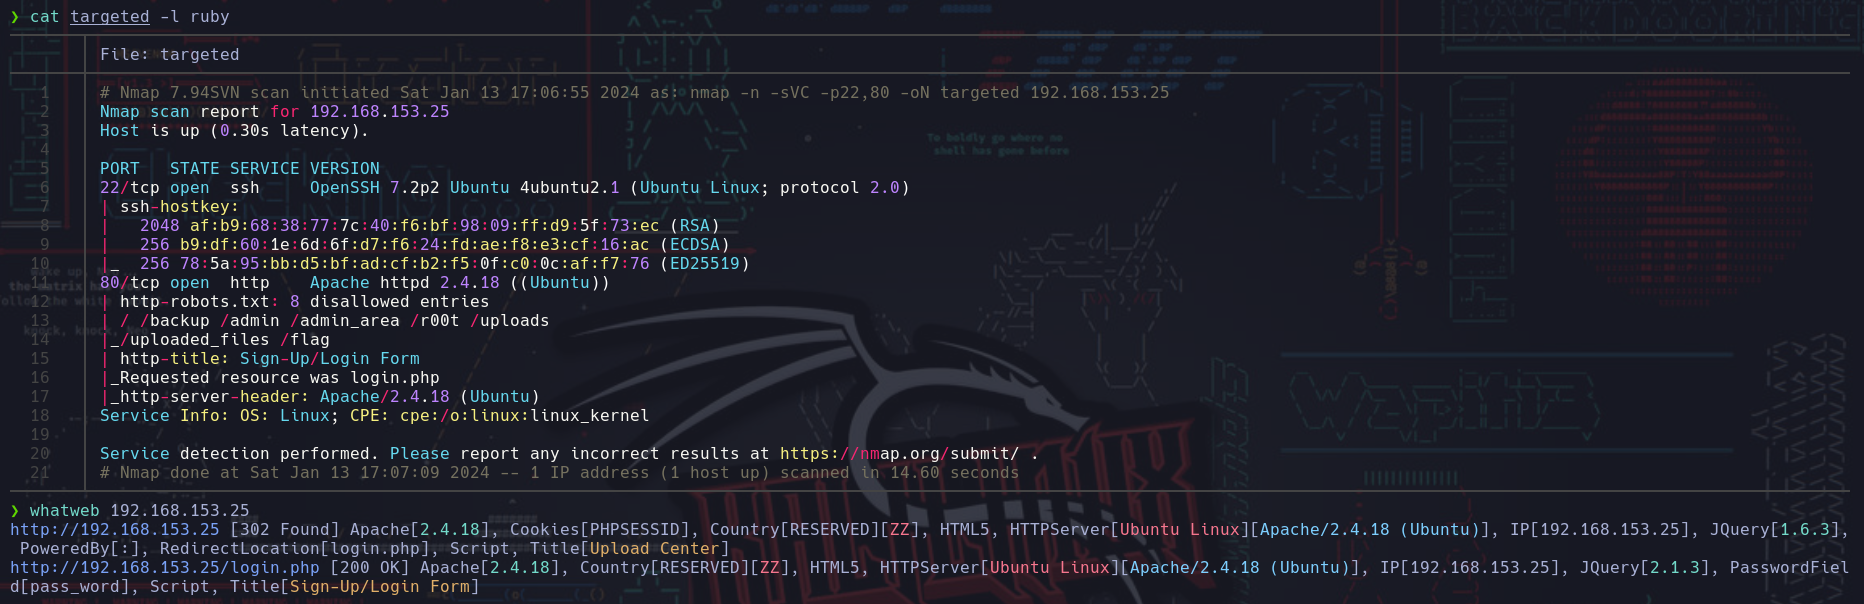 ❯ cat targeted -l ruby
File: targeted
1 # Nmap 7.94SVN scan initiated Sat Jan 13 17:06:55 2024 as: nmap -n -sVC -p22,80 -oN targeted 192.168.153.25
2 Nmap scan report for 192.168.153.25
3 Host is up (0.30s latency).
4
5 PORT   STATE SERVICE VERSION
6 22/tcp open  ssh     OpenSSH 7.2p2 Ubuntu 4ubuntu2.1 (Ubuntu Linux; protocol 2.0)
7 | ssh-hostkey:
8 |   2048 af:b9:68:38:77:7c:40:f6:bf:98:09:ff:d9:5f:73:ec (RSA)
9 |   256 b9:df:60:1e:6d:6f:d7:f6:24:fd:ae:f8:e3:cf:16:ac (ECDSA)
10 |_  256 78:5a:95:bb:d5:bf:ad:cf:b2:f5:0f:c0:0c:af:f7:76 (ED25519)
11 80/tcp open  http    Apache httpd 2.4.18 ((Ubuntu))
12 | http-robots.txt: 8 disallowed entries
13 | / /backup /admin /admin_area /r00t /uploads
14 |_/uploaded_files /flag
15 | http-title: Sign-Up/Login Form
16 |_Requested resource was login.php
17 |_http-server-header: Apache/2.4.18 (Ubuntu)
18 Service Info: OS: Linux; CPE: cpe:/o:linux:linux_kernel
19
20 Service detection performed. Please report any incorrect results at https://nmap.org/submit/ .
21 # Nmap done at Sat Jan 13 17:07:09 2024 -- 1 IP address (1 host up) scanned in 14.60 seconds
❯ whatweb 192.168.153.25
http://192.168.153.25 [302 Found] Apache[2.4.18], Cookies[PHPSESSID], Country[RESERVED][ZZ], HTML5, HTTPServer[Ubuntu Linux][Apache/2.4.18 (Ubuntu)], IP[192.168.153.25], JQuery[1.6.3],
PoweredBy[:], RedirectLocation[login.php], Script, Title[Upload Center]
http://192.168.153.25/login.php [200 OK] Apache[2.4.18], Country[RESERVED][ZZ], HTML5, HTTPServer[Ubuntu Linux][Apache/2.4.18 (Ubuntu)], IP[192.168.153.25], JQuery[2.1.3], PasswordFiel
d[pass_word], Script, Title[Sign-Up/Login Form]
To boldly go where no
shell has gone before